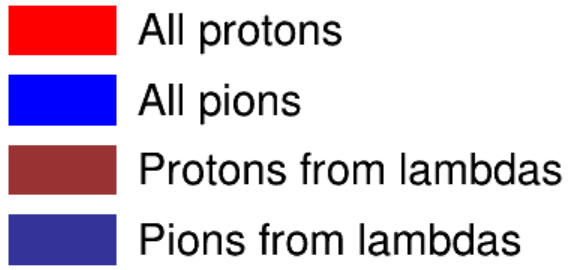 All protons
All pions
Protons from lambdas
Pions from lambdas